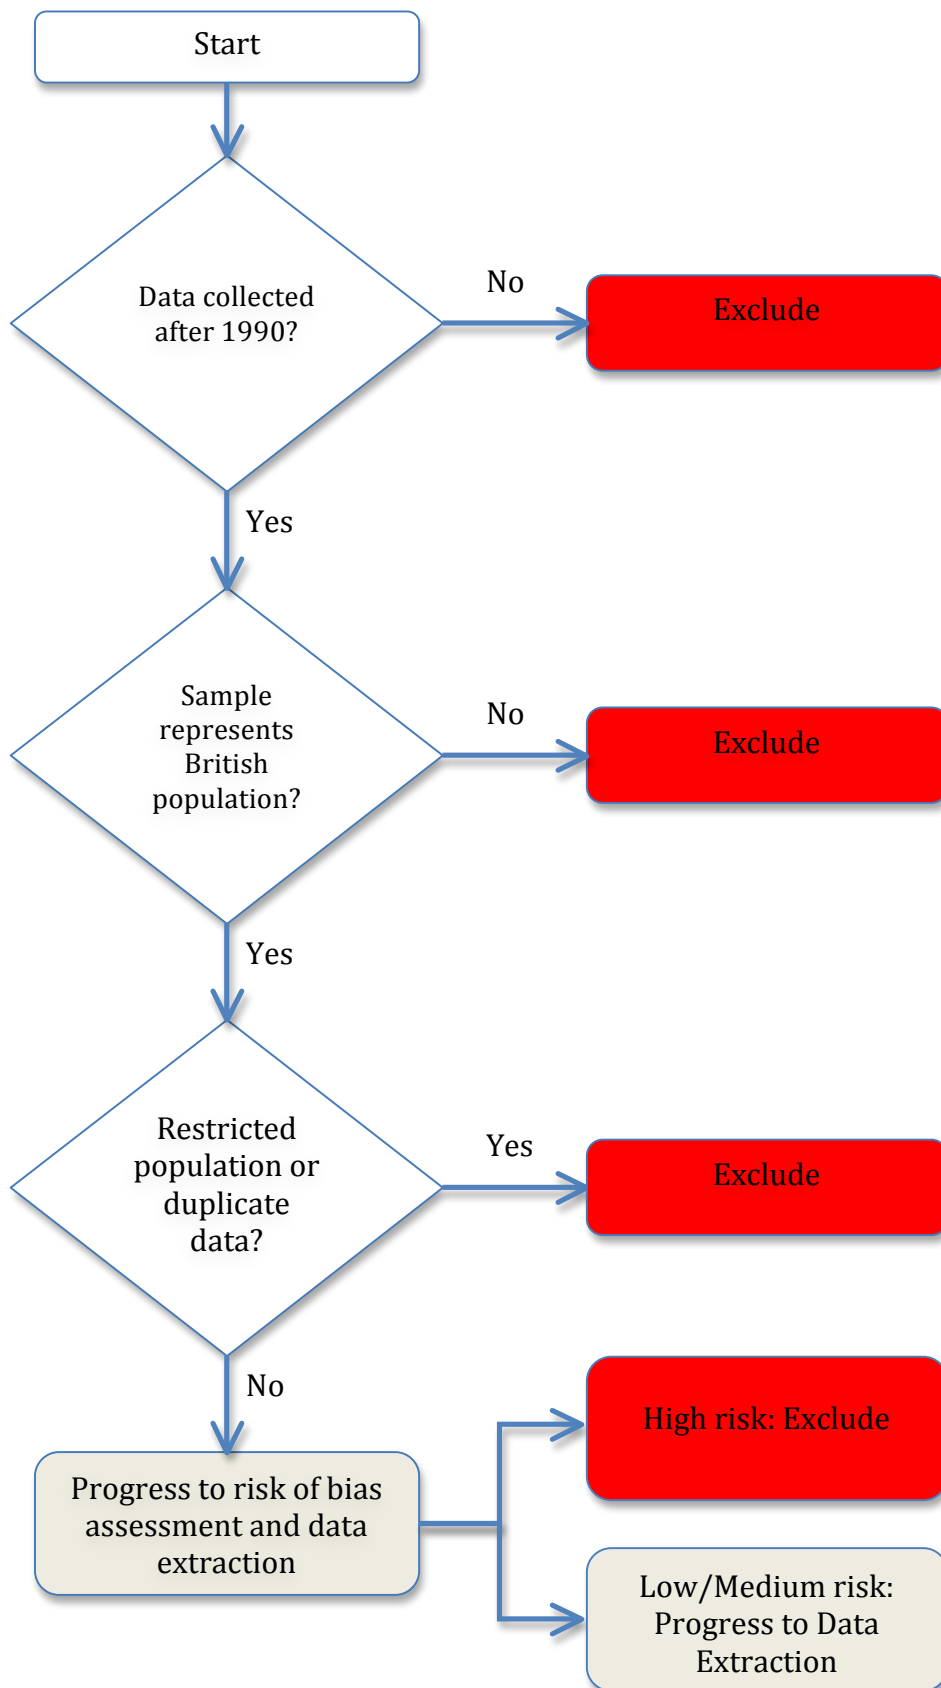 Start
Data collected
after 1990?
No
Exclude
Yes
Sample
represents
British
population?
No
Exclude
Yes
Restricted
population or
duplicate
data?
Yes
Exclude
No
Progress to risk of bias
assessment and data
extraction
High risk: Exclude
Low/Medium risk:
Progress to Data
Extraction